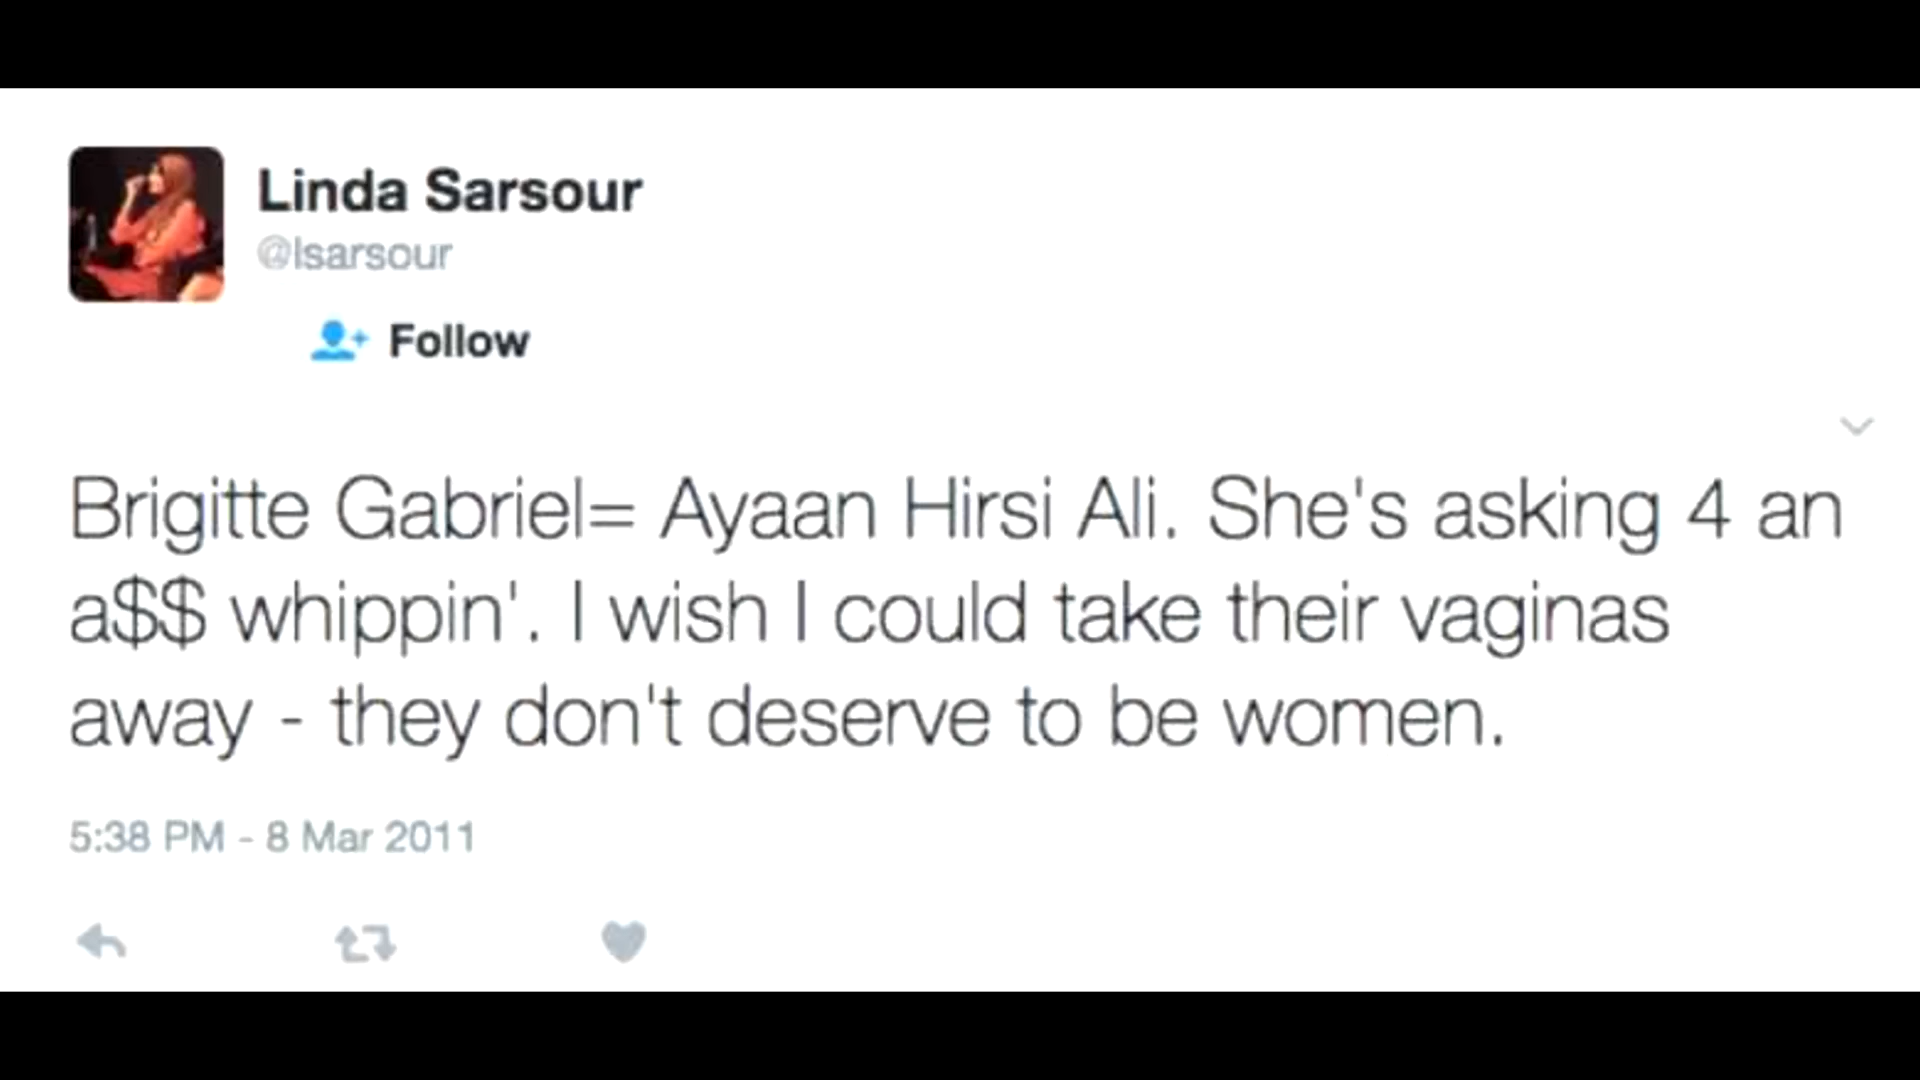 Linda Sarsour
@lsarsour
Follow
Brigitte Gabriel= Ayaan Hirsi Ali. She's asking 4 an
a$$ whippin'. I wish I could take their vaginas
away - they don't deserve to be women.
5:38 PM - 8 Mar 2011